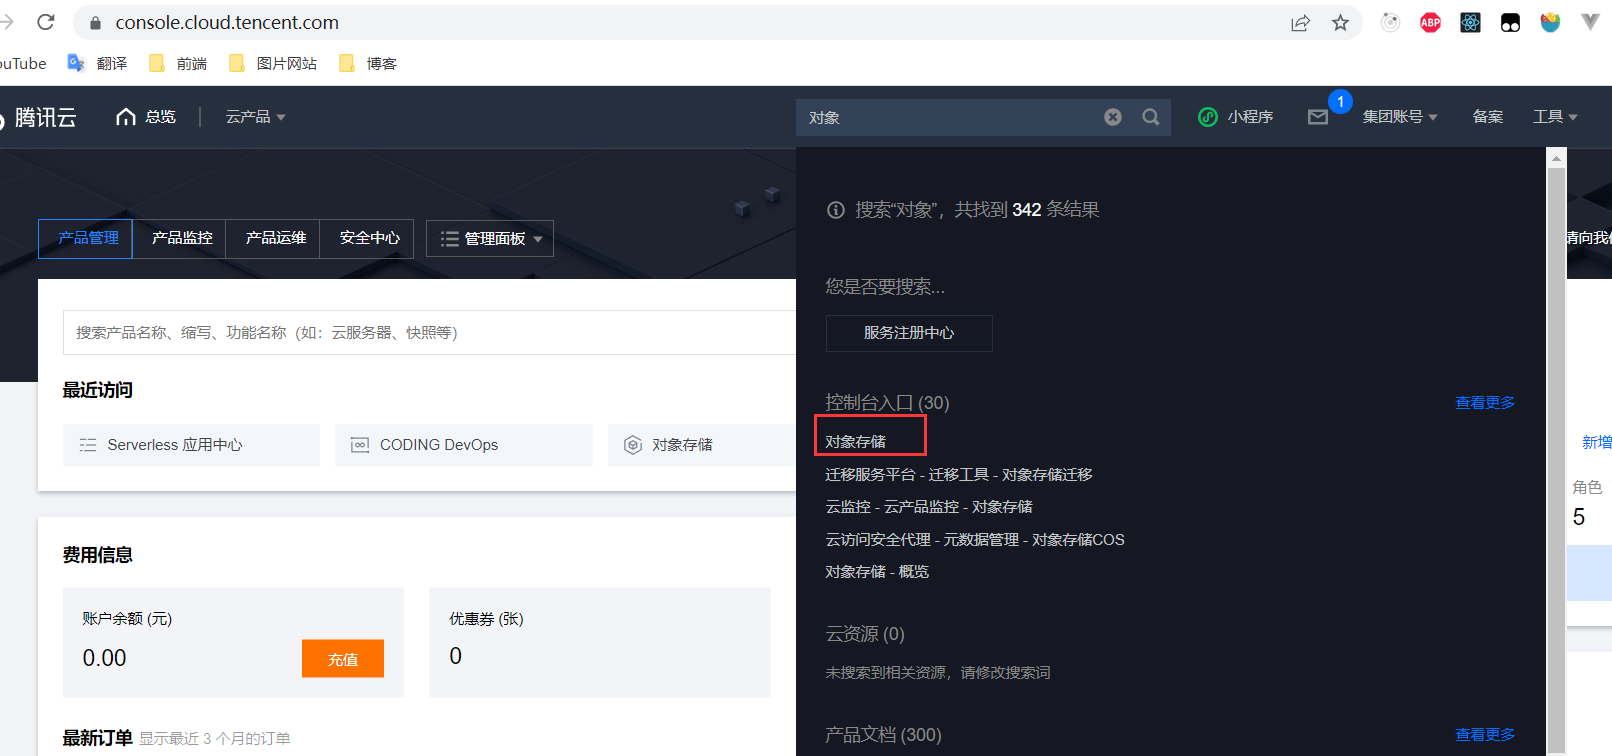 console.cloud.tencent.com
ABP
ouTube 翻译 前端 图片网站 博客
腾讯云 总览 云产品 对象 小程序 1 集团账号 备案 工具
产品管理 产品监控 产品运维 安全中心 管理面板
搜索“对象”，共找到 342 条结果
请向我们
您是否要搜索...
服务注册中心
搜索产品名称、缩写、功能名称（如：云服务器、快照等）
最近访问
Serverless 应用中心 CODING DevOps 对象存储
控制台入口 (30) 查看更多
对象存储
迁移服务平台 - 迁移工具 - 对象存储迁移
云监控 - 云产品监控 - 对象存储
云访问安全代理 - 元数据管理 - 对象存储COS
对象存储 - 概览
新增
角色
5
费用信息
账户余额 (元)
0.00
充值
优惠券 (张)
0
云资源 (0)
未搜索到相关资源，请修改搜索词
最新订单 显示最近 3 个月的订单
产品文档 (300) 查看更多